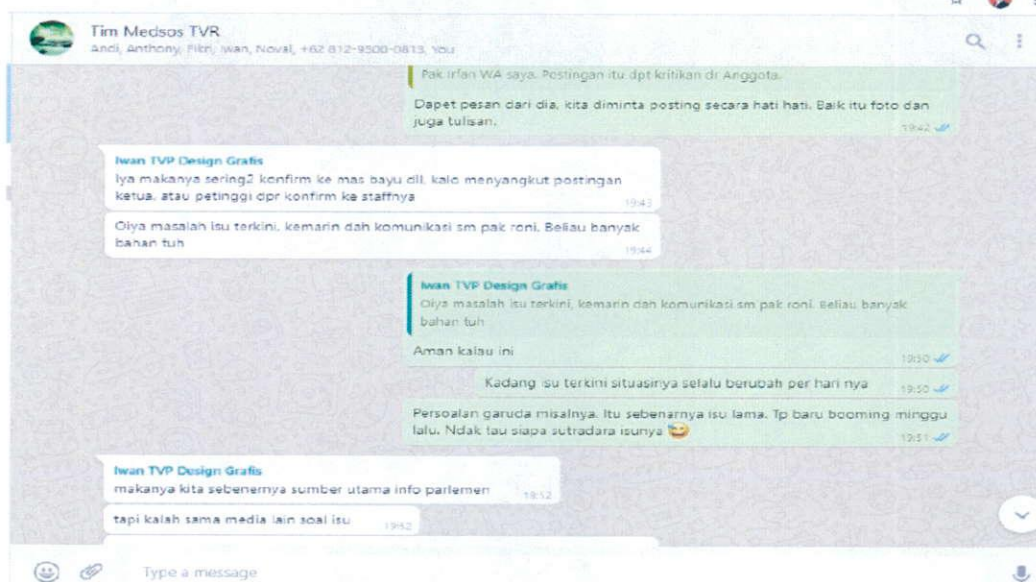 Tim Medsos TVR
Andi, Anthony, Fikri, Iwan, Noval, +62 812-9500-0813, You
Pak Irfan WA saya. Postingan itu dpt kritikan dr Anggota.
Dapet pesan dari dia, kita diminta posting secara hati hati. Baik itu foto dan
juga tulisan.
19:42
Iwan TVP Design Grafis
Iya makanya sering2 konfirm ke mas bayu dll, kalo menyangkut postingan
ketua, atau petinggi dpr konfirm ke staffnya
19:43
Oiya masalah isu terkini, kemarin dah komunikasi sm pak roni. Beliau banyak
bahan tuh
19:44
Iwan TVP Design Grafis
Oiya masalah isu terkini, kemarin dah komunikasi sm pak roni. Beliau banyak
bahan tuh
Aman kalau ini
19:50
Kadang isu terkini situasinya selalu berubah per hari nya
19:50
Persoalan garuda misalnya. Itu sebenarnya isu lama. Tp baru booming minggu
lalu. Ndak tau siapa sutradara isunya 😅
19:51
Iwan TVP Design Grafis
makanya kita sebenernya sumber utama info parlemen
19:52
tapi kalah sama media lain soal isu
19:52
Type a message